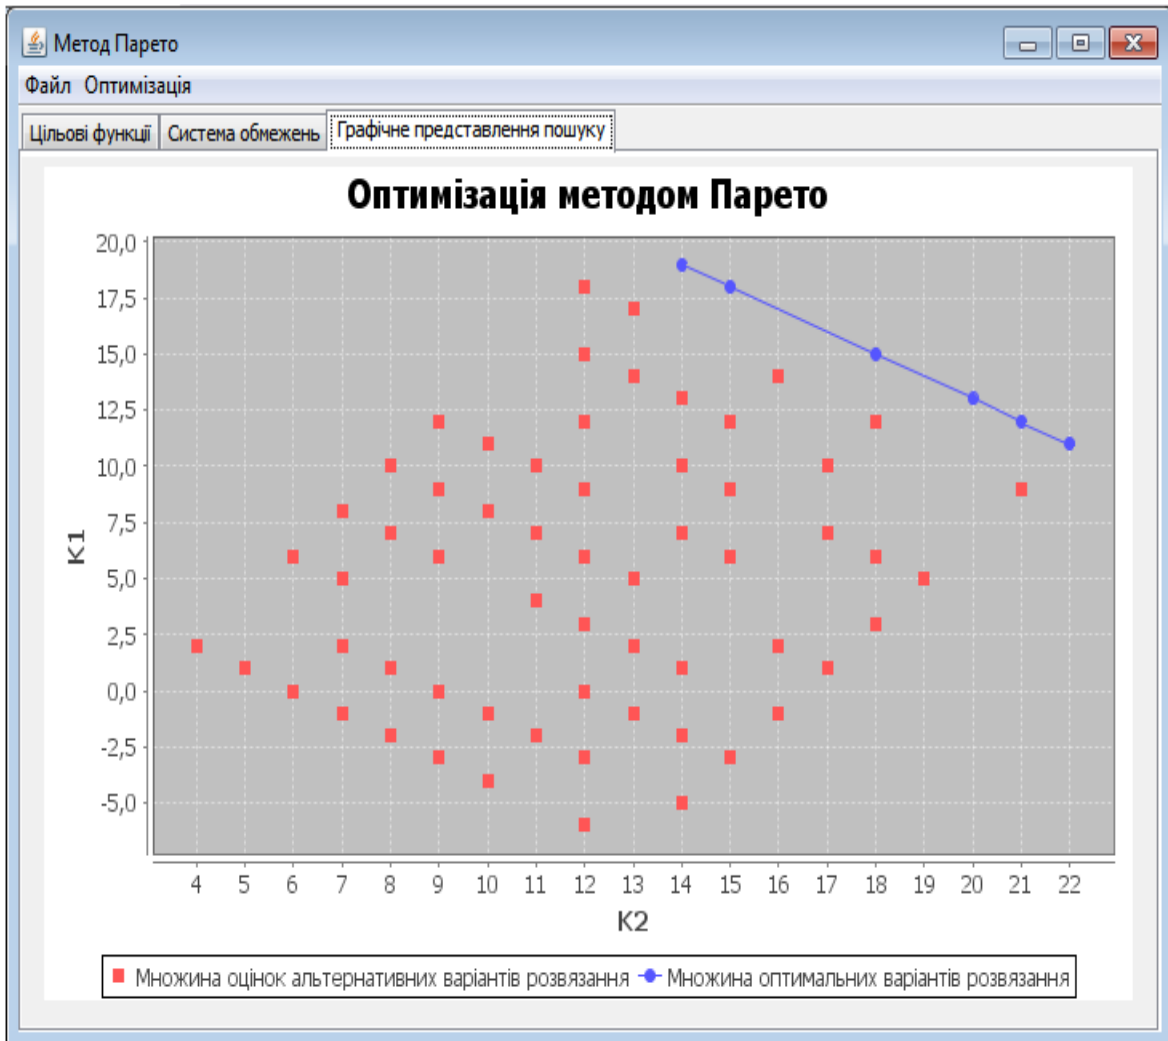 Метод Парето
Файл Оптимізація
Цільові функції Система обмежень Графічне представлення пошуку
Оптимізація методом Парето
20,0
17,5
15,0
12,5
10,0
7,5
5,0
2,5
0,0
-2,5
-5,0
K1
4 5 6 7 8 9 10 11 12 13 14 15 16 17 18 19 20 21 22
K2
Множина оцінок альтернативних варіантів розвязання Множина оптимальних варіантів розвязання